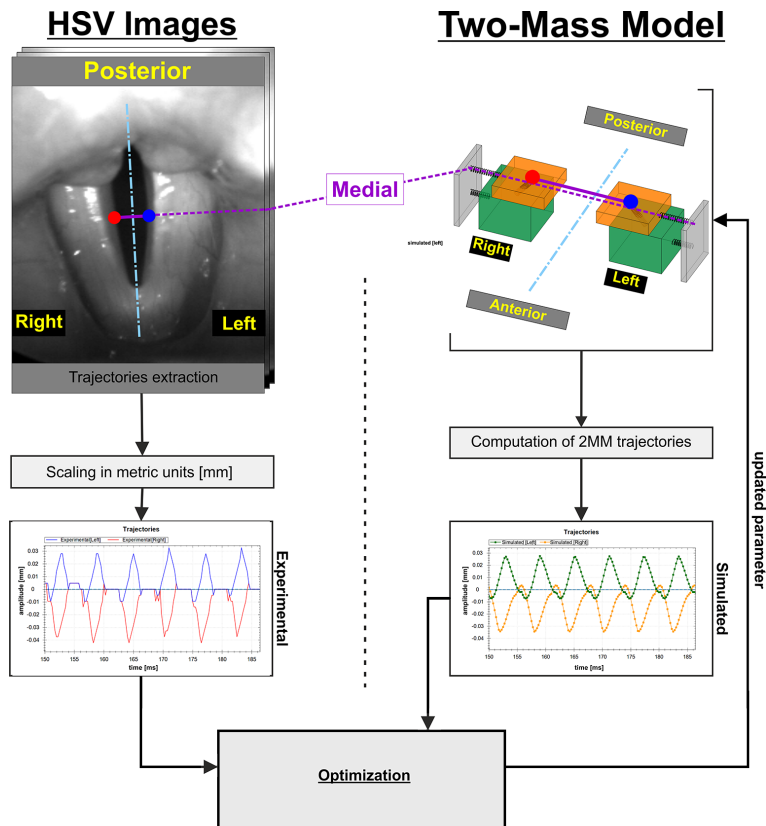 HSV Images
Posterior
Right
Left
Trajectories extraction
Scaling in metric units [mm]
Trajectories
Experimental[Left]
Experimental[Right]
amplitude [mm]
0.03
0.02
0.01
0
-0.01
-0.02
-0.03
-0.04
150
155
160
165
170
175
180
185
time [ms]
Experimental
Medial
Two-Mass Model
Posterior
simulated [left]
Right
Left
Anterior
Computation of 2MM trajectories
Trajectories
Simulated [Left]
Simulated [Right]
amplitude [mm]
0.03
0.02
0.01
0
-0.01
-0.02
-0.03
-0.04
150
155
160
165
171
175
180
185
time [ms]
Simulated
updated parameter
Optimization